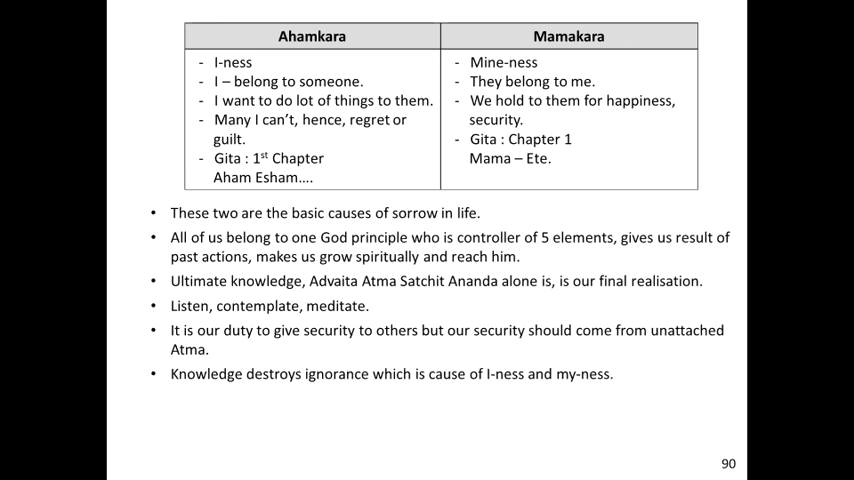 Ahamkara
Mamakara
- I-ness
- I – belong to someone.
- I want to do lot of things to them.
- Many I can't, hence, regret or
guilt.
- Gita : 1st Chapter
Aham Esham....
- Mine-ness
- They belong to me.
- We hold to them for happiness,
security.
- Gita : Chapter 1
Mama – Ete.
• These two are the basic causes of sorrow in life.
• All of us belong to one God principle who is controller of 5 elements, gives us result of
past actions, makes us grow spiritually and reach him.
• Ultimate knowledge, Advaita Atma Satchit Ananda alone is, is our final realisation.
• Listen, contemplate, meditate.
• It is our duty to give security to others but our security should come from unattached
Atma.
• Knowledge destroys ignorance which is cause of I-ness and my-ness.
90